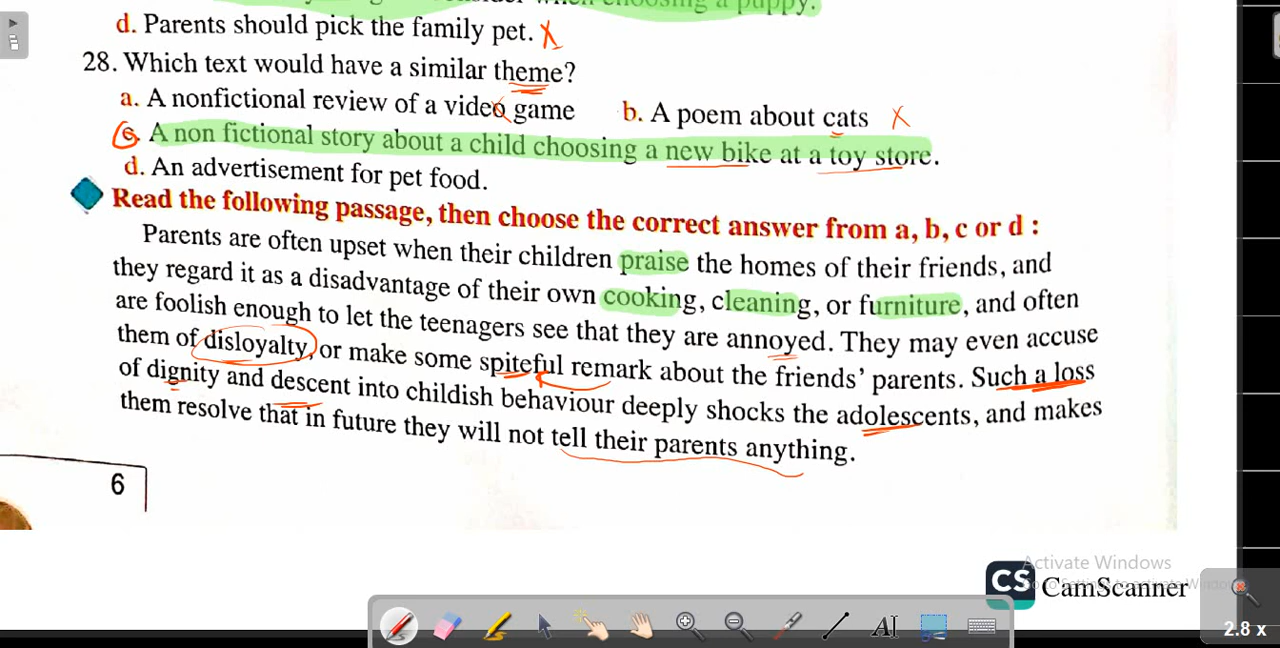 choosing a puppy.
d. Parents should pick the family pet. X
28. Which text would have a similar theme?
a. A nonfictional review of a video game b. A poem about cats X
c. A non fictional story about a child choosing a new bike at a toy store.
d. An advertisement for pet food.
Read the following passage, then choose the correct answer from a, b, c or d :
Parents are often upset when their children praise the homes of their friends, and
they regard it as a disadvantage of their own cooking, cleaning, or furniture, and often
are foolish enough to let the teenagers see that they are annoyed. They may even accuse
them of disloyalty, or make some spiteful remark about the friends' parents. Such a loss
of dignity and descent into childish behaviour deeply shocks the adolescents, and makes
them resolve that in future they will not tell their parents anything.
6
Activate Windows
CS CamScanner
AI
2.8 x